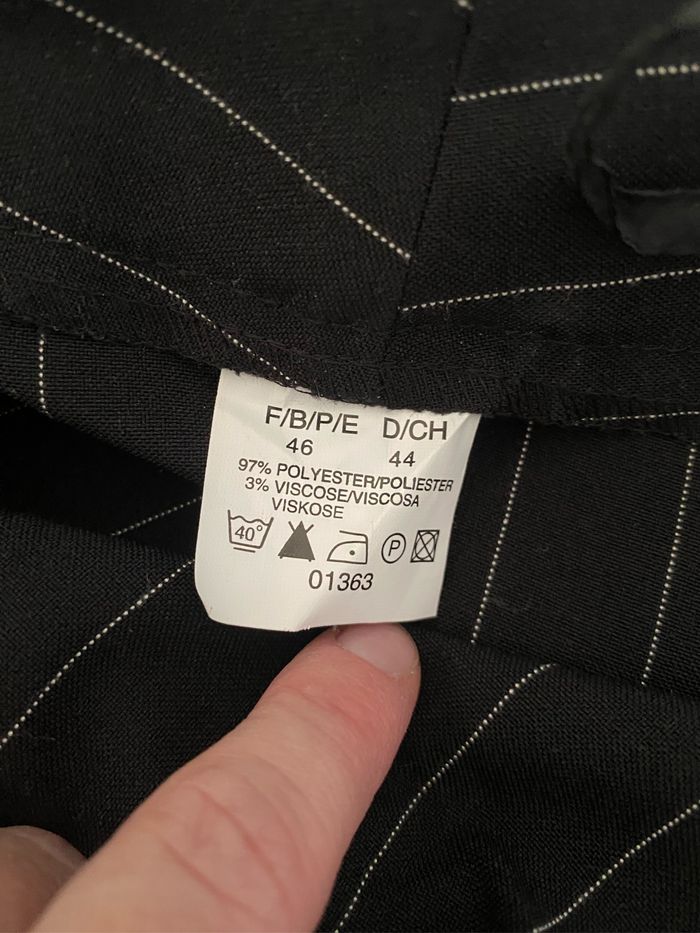 F/B/P/E D/CH
46 44
97% POLYESTER/POLIESTER
3% VISCOSE/VISCOSA
VISKOSE
40° P
01363